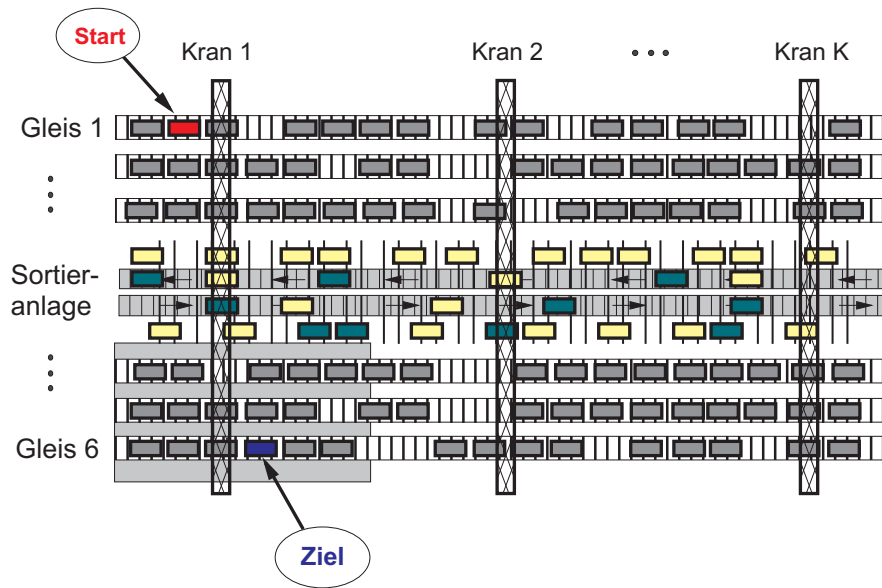 Start
Kran 1
Kran 2
• • •
Kran K
Gleis 1
Sortier-
anlage
Gleis 6
Ziel